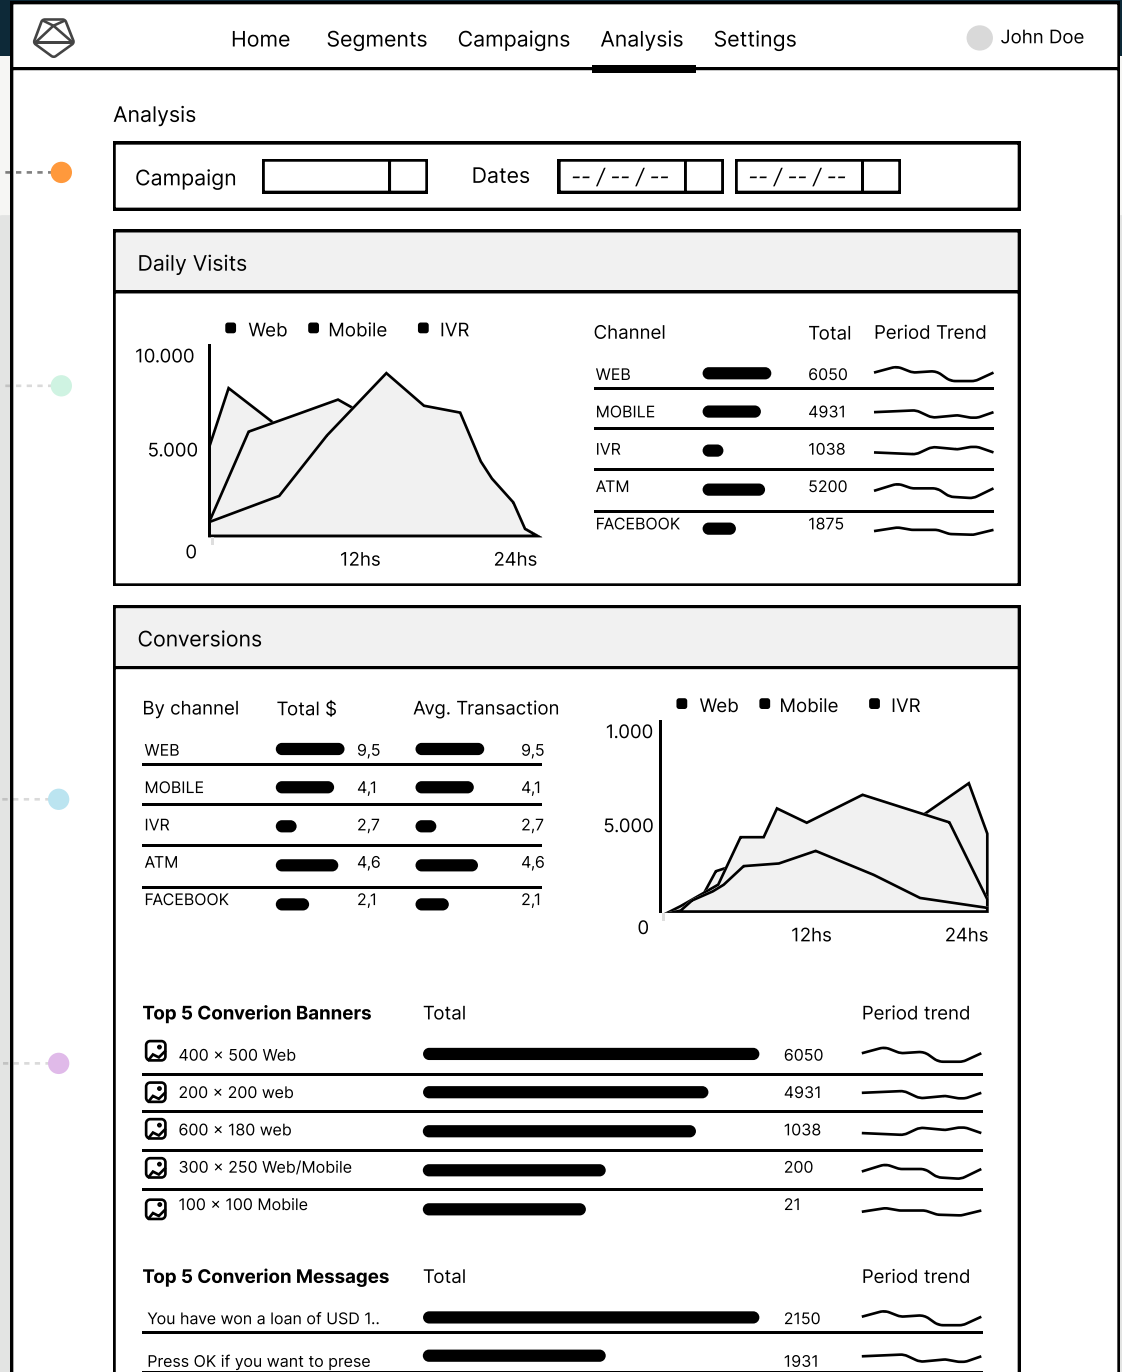 Home Segments Campaigns Analysis Settings John Doe
Analysis
Campaign Dates -- / -- / -- -- / -- / --
Daily Visits
Web Mobile IVR
10.000
5.000
0
12hs 24hs
Channel Total Period Trend
WEB 6050
MOBILE 4931
IVR 1038
ATM 5200
FACEBOOK 1875
Conversions
By channel Total $ Avg. Transaction
WEB 9,5 9,5
MOBILE 4,1 4,1
IVR 2,7 2,7
ATM 4,6 4,6
FACEBOOK 2,1 2,1
Web Mobile IVR
1.000
5.000
0
12hs 24hs
Top 5 Converion Banners Total Period trend
400 × 500 Web 6050
200 × 200 web 4931
600 × 180 web 1038
300 × 250 Web/Mobile 200
100 × 100 Mobile 21
Top 5 Converion Messages Total Period trend
You have won a loan of USD 1.. 2150
Press OK if you want to prese 1931